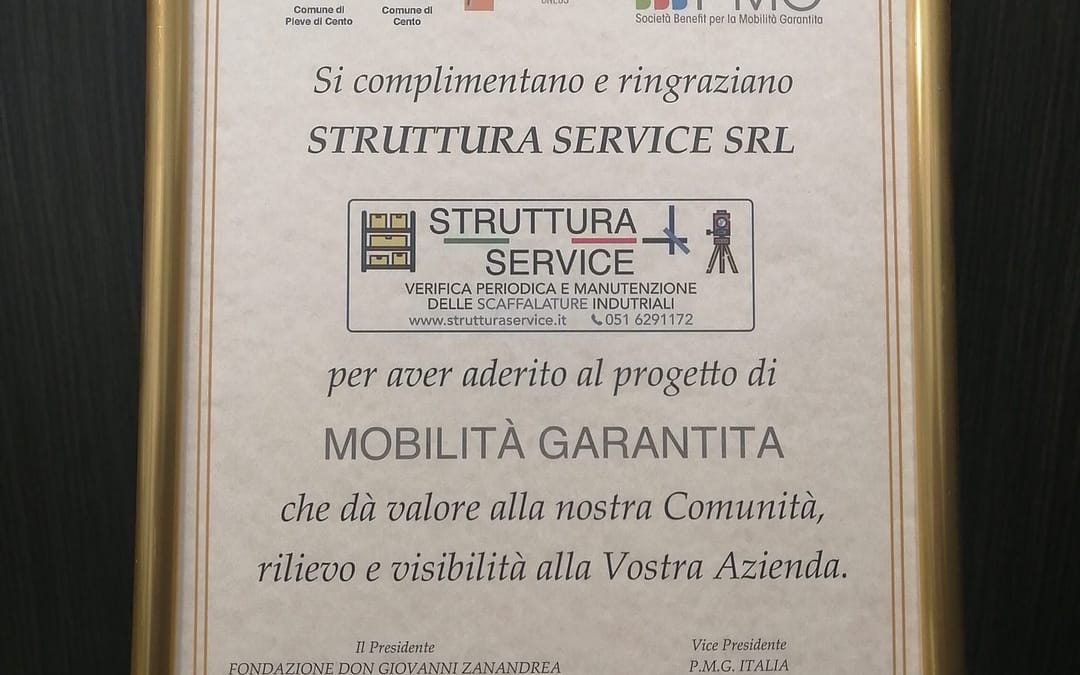 Comune di
Pieve di Cento
Comune di
Cento
ONLUS
PMG
Società Benefit per la Mobilità Garantita
Si complimentano e ringraziano
STRUTTURA SERVICE SRL
STRUTTURA
SERVICE
VERIFICA PERIODICA E MANUTENZIONE
DELLE SCAFFALATURE INDUTRIALI
www.strutturaservice.it 051 6291172
per aver aderito al progetto di
MOBILITÀ GARANTITA
che dà valore alla nostra Comunità,
rilievo e visibilità alla Vostra Azienda.
Il Presidente
FONDAZIONE DON GIOVANNI ZANANDREA
Vice Presidente
P.M.G. ITALIA